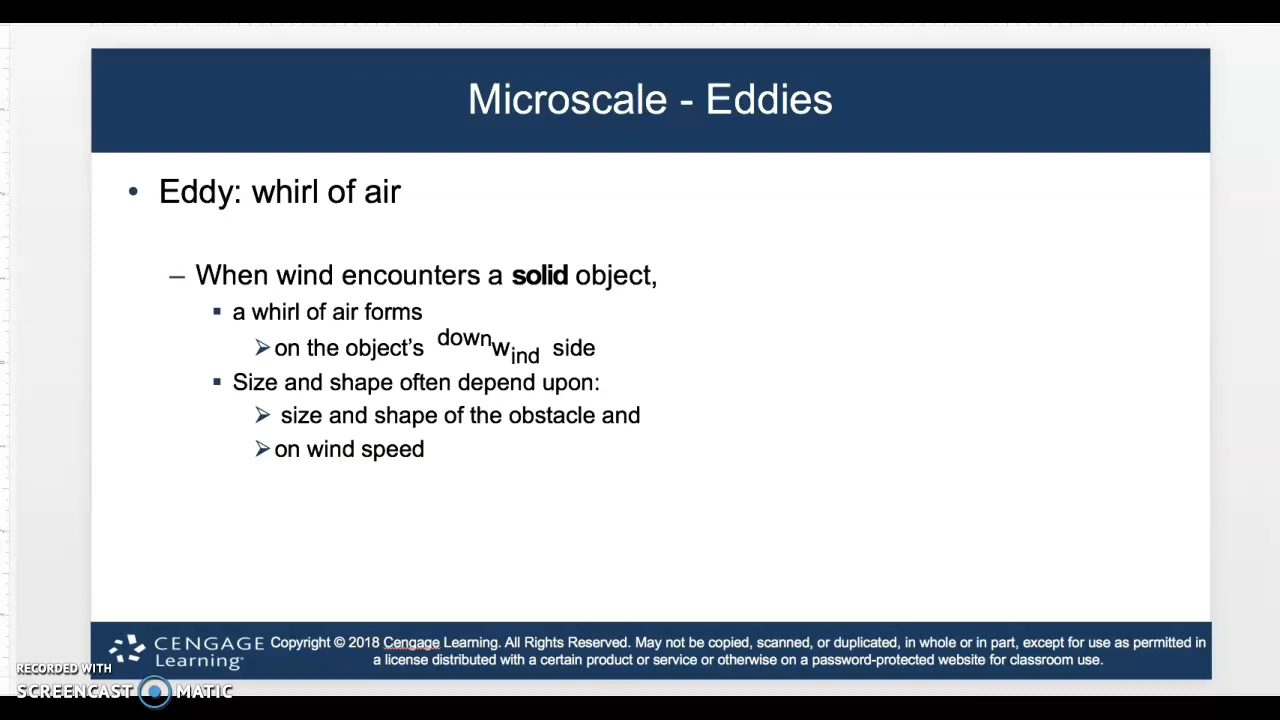 Microscale - Eddies
• Eddy: whirl of air
– When wind encounters a solid object,
▪ a whirl of air forms
➢ on the object's downwind side
▪ Size and shape often depend upon:
➢ size and shape of the obstacle and
➢ on wind speed
CENGAGE Learning
Copyright © 2018 Cengage Learning. All Rights Reserved. May not be copied, scanned, or duplicated, in whole or in part, except for use as permitted in
a license distributed with a certain product or service or otherwise on a password-protected website for classroom use.
RECORDED WITH
SCREENCAST MATIC